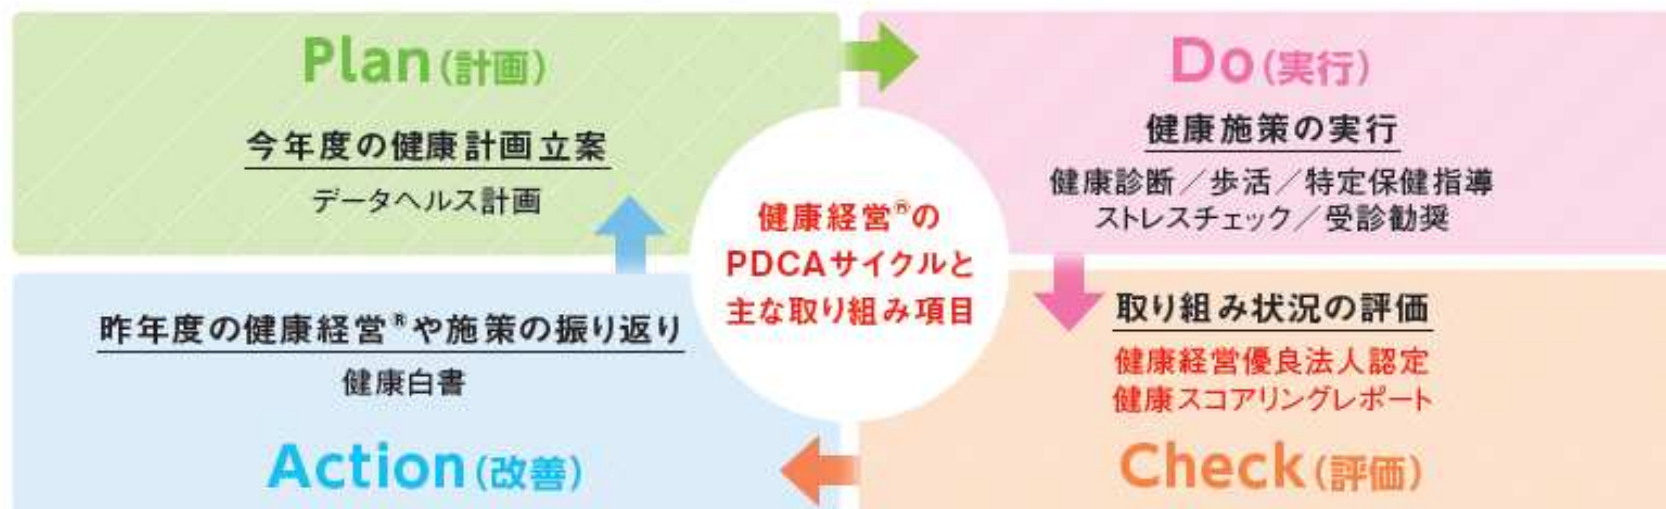 Plan(計画)
今年度の健康計画立案
データヘルス計画
Do(実行)
健康施策の実行
健康診断／歩活／特定保健指導
ストレスチェック／受診勧奨
健康経営®の
PDCAサイクルと
主な取り組み項目
取り組み状況の評価
健康経営優良法人認定
健康スコアリングレポート
Check(評価)
昨年度の健康経営®や施策の振り返り
健康白書
Action(改善)